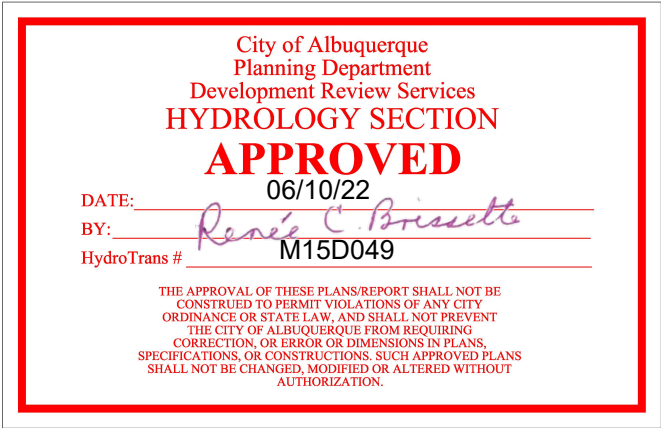 City of Albuquerque
Planning Department
Development Review Services
HYDROLOGY SECTION
APPROVED
DATE: 06/10/22
BY: Renée C. Brissette
HydroTrans # M15D049
THE APPROVAL OF THESE PLANS/REPORT SHALL NOT BE
CONSTRUED TO PERMIT VIOLATIONS OF ANY CITY
ORDINANCE OR STATE LAW, AND SHALL NOT PREVENT
THE CITY OF ALBUQUERQUE FROM REQUIRING
CORRECTION, OR ERROR OR DIMENSIONS IN PLANS,
SPECIFICATIONS, OR CONSTRUCTIONS. SUCH APPROVED PLANS
SHALL NOT BE CHANGED, MODIFIED OR ALTERED WITHOUT
AUTHORIZATION.